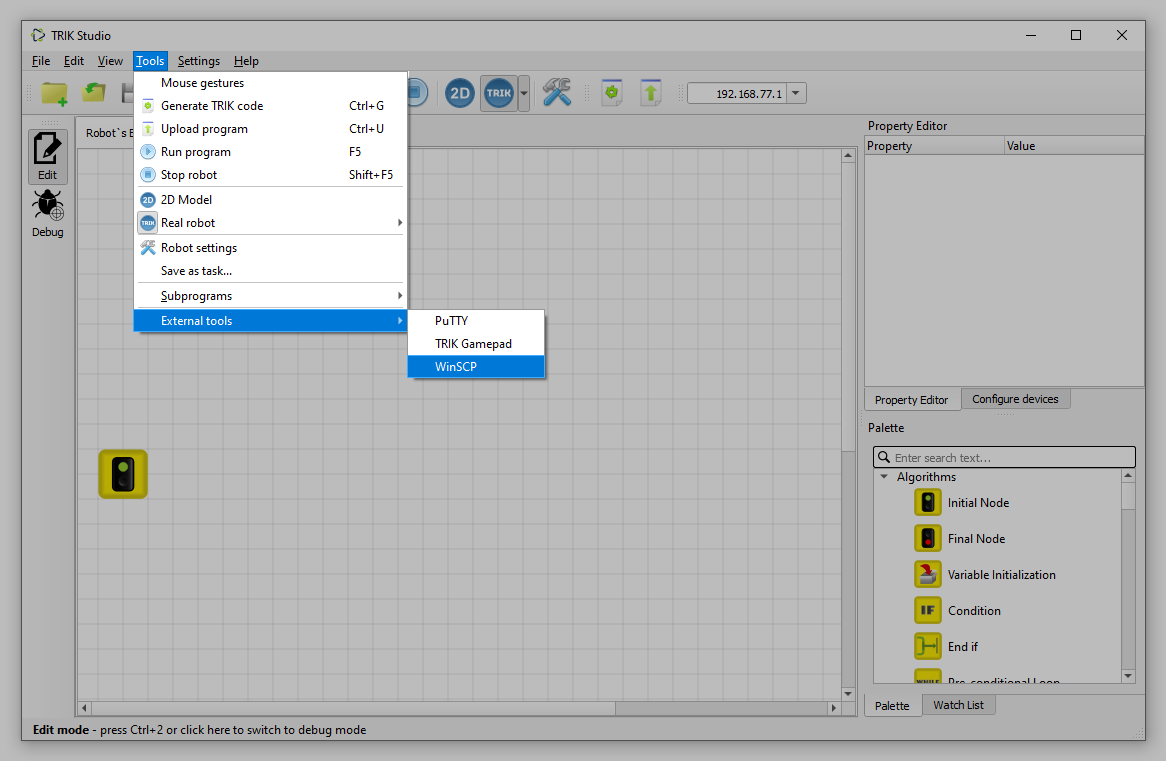 TRIK Studio
File Edit View Tools Settings Help
Mouse gestures
Generate TRIK code Ctrl+G
Upload program Ctrl+U
Run program F5
Stop robot Shift+F5
2D Model
TRIK Real robot
Robot settings
Save as task...
Subprograms
External tools
PuTTY
TRIK Gamepad
WinSCP
2D
TRIK
192.168.77.1
Edit
Debug
Robot`s B
Property Editor
Property Value
Property Editor Configure devices
Palette
Enter search text...
Algorithms
Initial Node
Final Node
Variable Initialization
IF Condition
End if
WHILE Pre-conditional Loop
Palette Watch List
Edit mode - press Ctrl+2 or click here to switch to debug mode